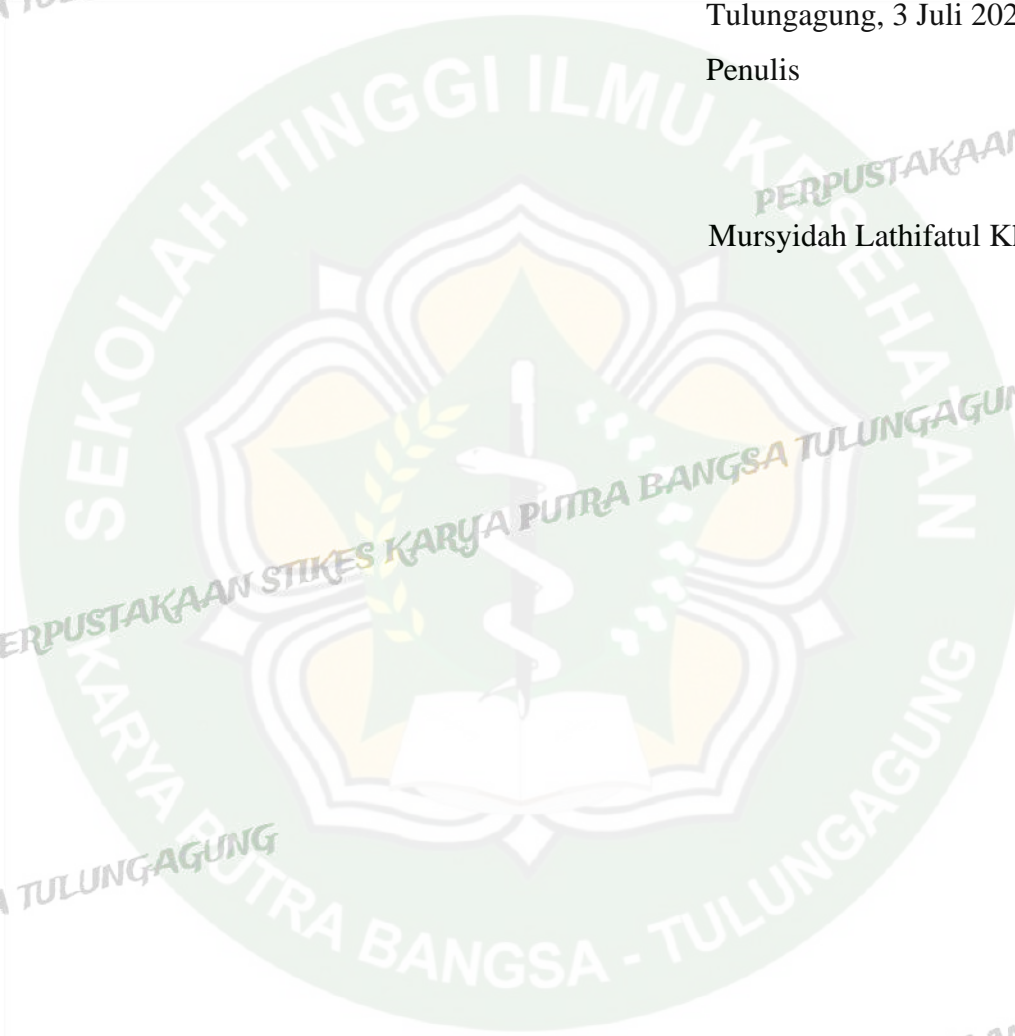 Tulungagung, 3 Juli 202
Penulis
PERPUSTAKAAN
Mursyidah Lathifatul
SEKOLAH TINGGI ILMU KESEHATAN
PERPUSTAKAAN STIKES KARYA PUTRA BANGSA TULUNGAGUNG
KARYA PUTRA BANGSA - TULUNGAGUNG
A TULUNGAGUNG